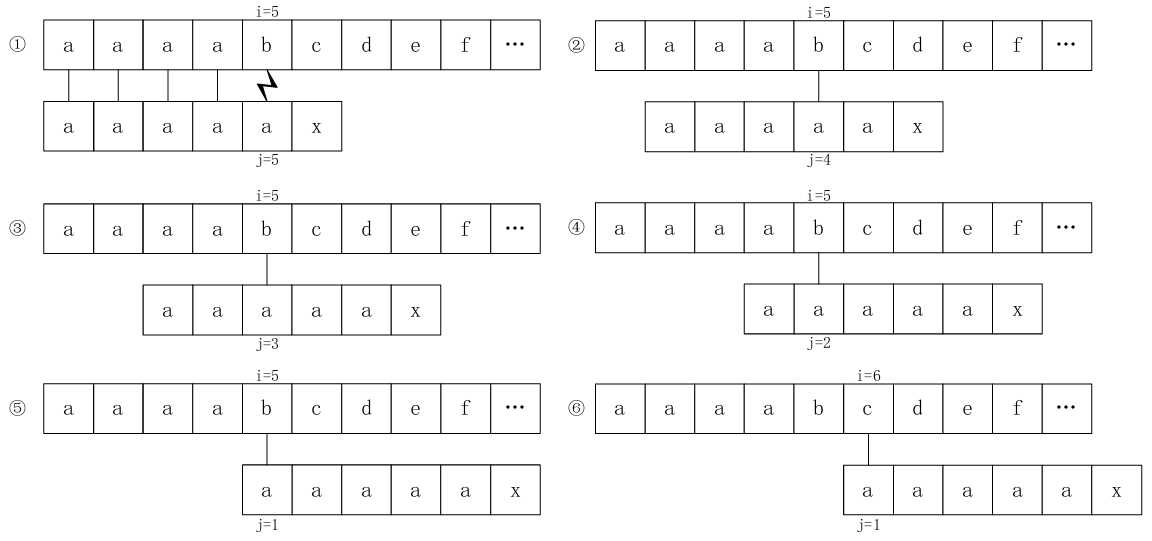 i=5
① a a a a b c d e f …
a a a a a x
j=5
i=5
② a a a a b c d e f …
a a a a a x
j=4
i=5
③ a a a a b c d e f …
a a a a a x
j=3
i=5
④ a a a a b c d e f …
a a a a a x
j=2
i=5
⑤ a a a a b c d e f …
a a a a a x
j=1
i=6
⑥ a a a a b c d e f …
a a a a a x
j=1